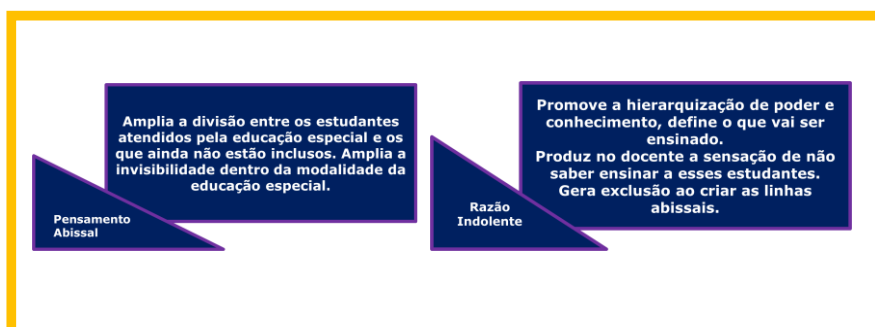 Amplia a divisão entre os estudantes
atendidos pela educação especial e os
que ainda não estão inclusos. Amplia a
invisibilidade dentro da modalidade da
educação especial.
Pensamento
Abissal
Promove a hierarquização de poder e
conhecimento, define o que vai ser
ensinado.
Produz no docente a sensação de não
saber ensinar a esses estudantes.
Gera exclusão ao criar as linhas
abissais.
Razão
Indolente